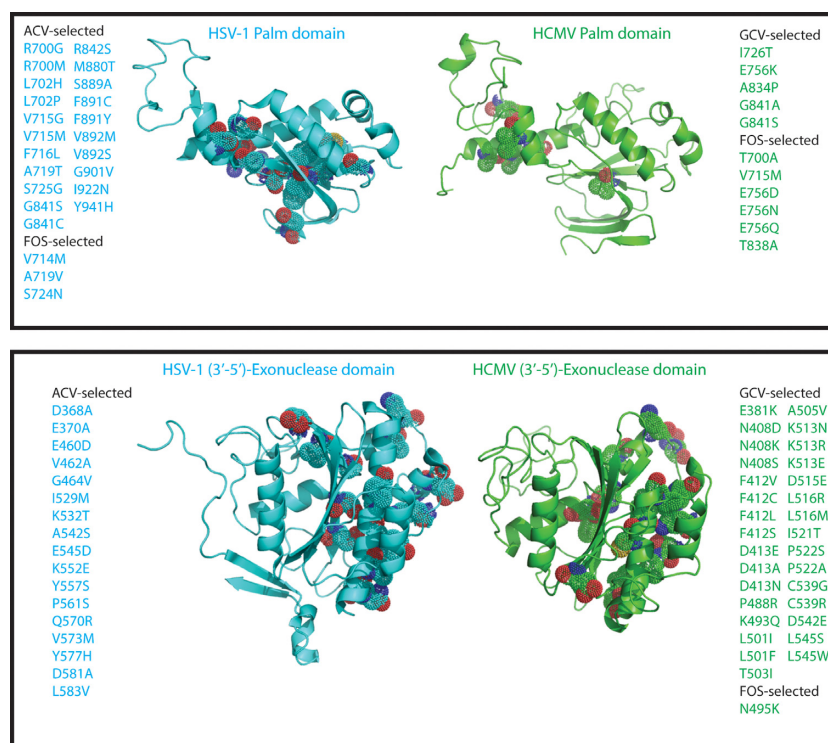 HSV-1 Palm domain
HCMV Palm domain
ACV-selected
R700G R842S
R700M M880T
L702H S889A
L702P F891C
V715G F891Y
V715M V892M
F716L V892S
A719T G901V
S725G I922N
G841S Y941H
G841C
FOS-selected
V714M
A719V
S724N
GCV-selected
I726T
E756K
A834P
G841A
G841S
FOS-selected
T700A
V715M
E756D
E756N
E756Q
T838A
HSV-1 (3’-5’)-Exonuclease domain
HCMV (3’-5’)-Exonuclease domain
ACV-selected
D368A
E370A
E460D
V462A
G464V
I529M
K532T
A542S
E545D
K552E
Y557S
P561S
Q570R
V573M
Y577H
D581A
L583V
GCV-selected
E381K A505V
N408D K513N
N408K K513R
N408S K513E
F412V D515E
F412C L516R
F412L L516M
F412S I521T
D413E P522S
D413A P522A
D413N C539G
P488R C539R
K493Q D542E
L501I L545S
L501F L545W
T503I
FOS-selected
N495K